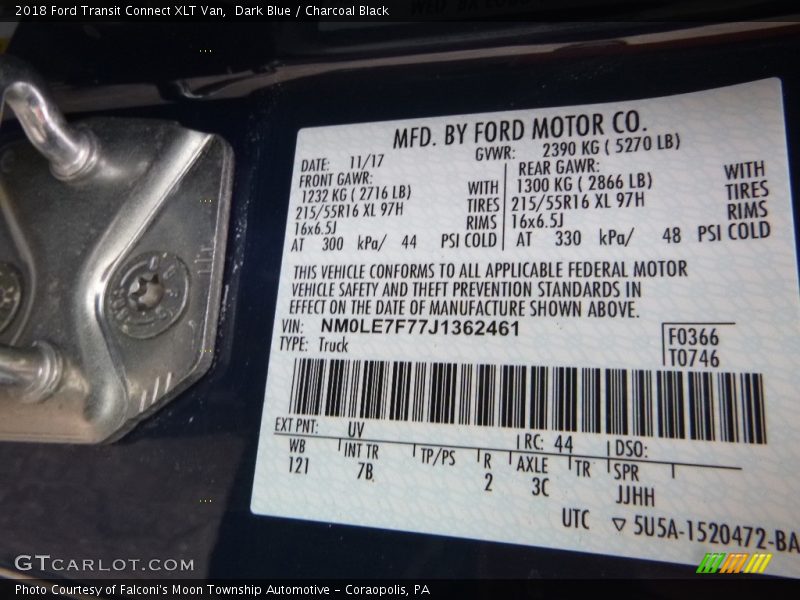 2018 Ford Transit Connect XLT Van,  Dark Blue / Charcoal Black
MFD. BY FORD MOTOR CO.
DATE: 11/17 GVWR: 2390 KG ( 5270 LB)
FRONT GAWR: REAR GAWR:
1232 KG ( 2716 LB) WITH 1300 KG ( 2866 LB) WITH
215/55R16 XL 97H TIRES 215/55R16 XL 97H TIRES
16x6.5J RIMS 16x6.5J RIMS
AT 300 kPa/ 44 PSI COLD AT 330 kPa/ 48 PSI COLD
THIS VEHICLE CONFORMS TO ALL APPLICABLE FEDERAL MOTOR
VEHICLE SAFETY AND THEFT PREVENTION STANDARDS IN
EFFECT ON THE DATE OF MANUFACTURE SHOWN ABOVE.
VIN: NM0LE7F77J1362461
TYPE: Truck
F0366
T0746
EXT PNT: UV RC: 44 DSO:
WB INT TR TP/PS R AXLE TR SPR
121 7B 2 3C JJHH
UTC ▽ 5U5A-1520472-BA
GTCARLOT.COM
Photo Courtesy of Falconi's Moon Township Automotive - Coraopolis, PA